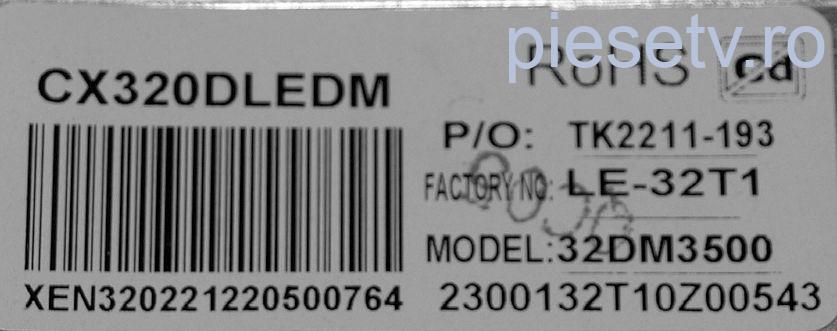 piesetv.ro
RoHS Cd
CX320DLEDM
P/O: TK2211-193
FACTORY NO: LE-32T1
MODEL: 32DM3500
XEN320221220500764
2300132T10Z00543